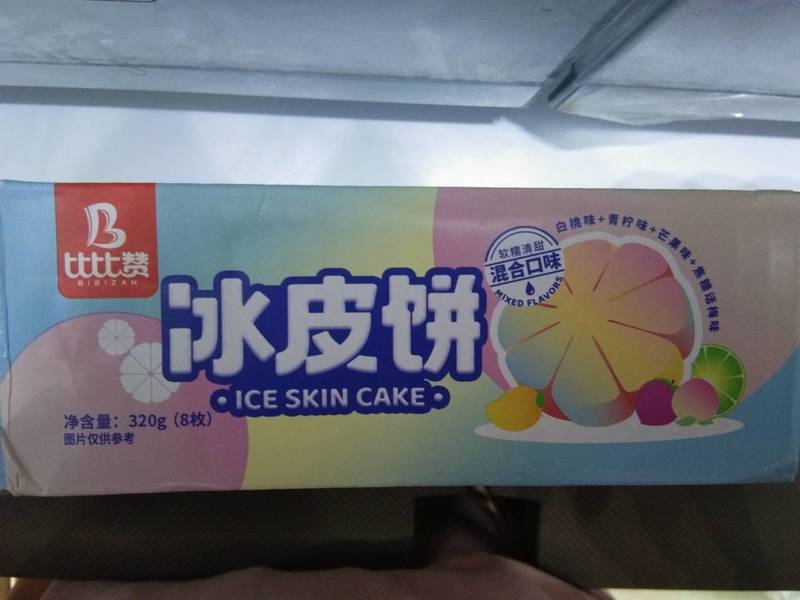 B
比比赞
BIBIZAN
冰皮饼
·ICE SKIN CAKE·
净含量：320g（8枚）
图片仅供参考
软糯清甜
混合口味
MIXED FLAVORS
白桃味+青柠味+芒果味+焦糖话梅味